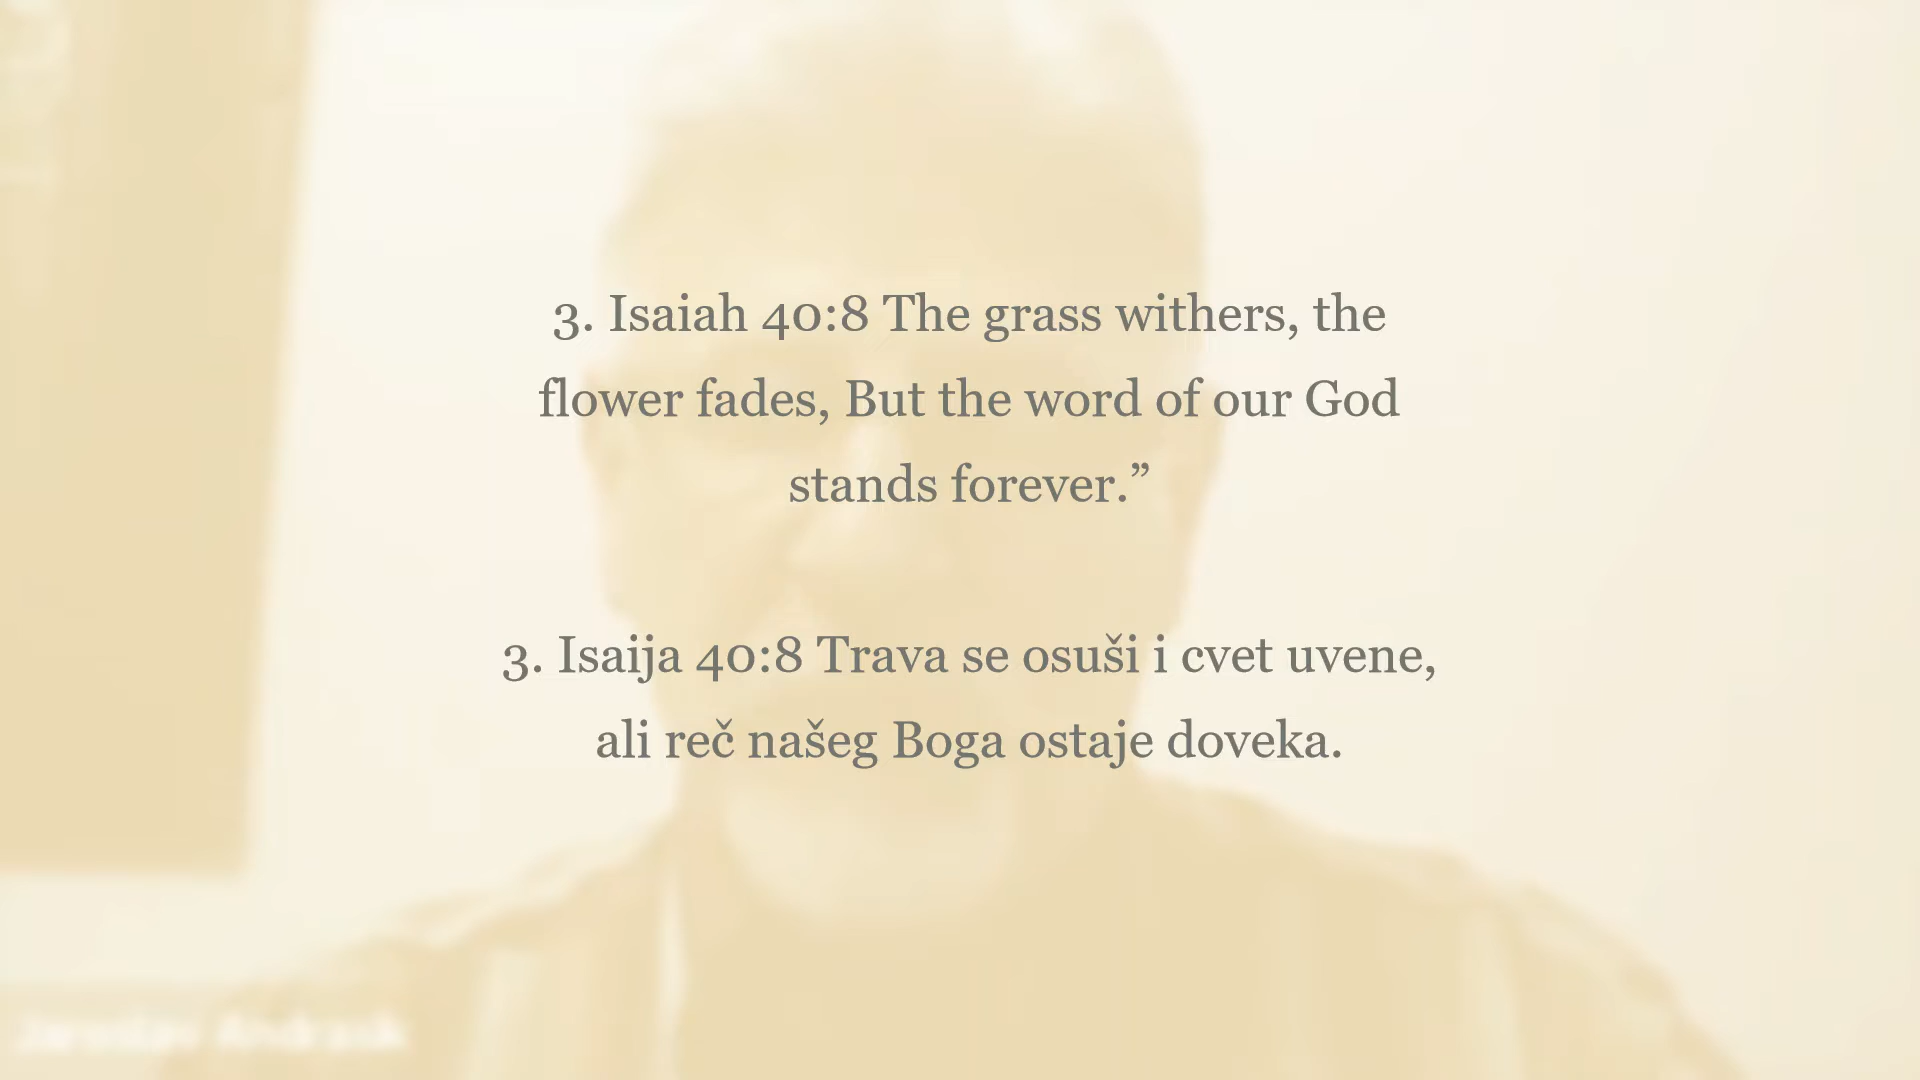 3. Isaiah 40:8 The grass withers, the
flower fades, But the word of our God
stands forever.”
3. Isaija 40:8 Trava se osuši i cvet uvene,
ali reč našeg Boga ostaje doveka.